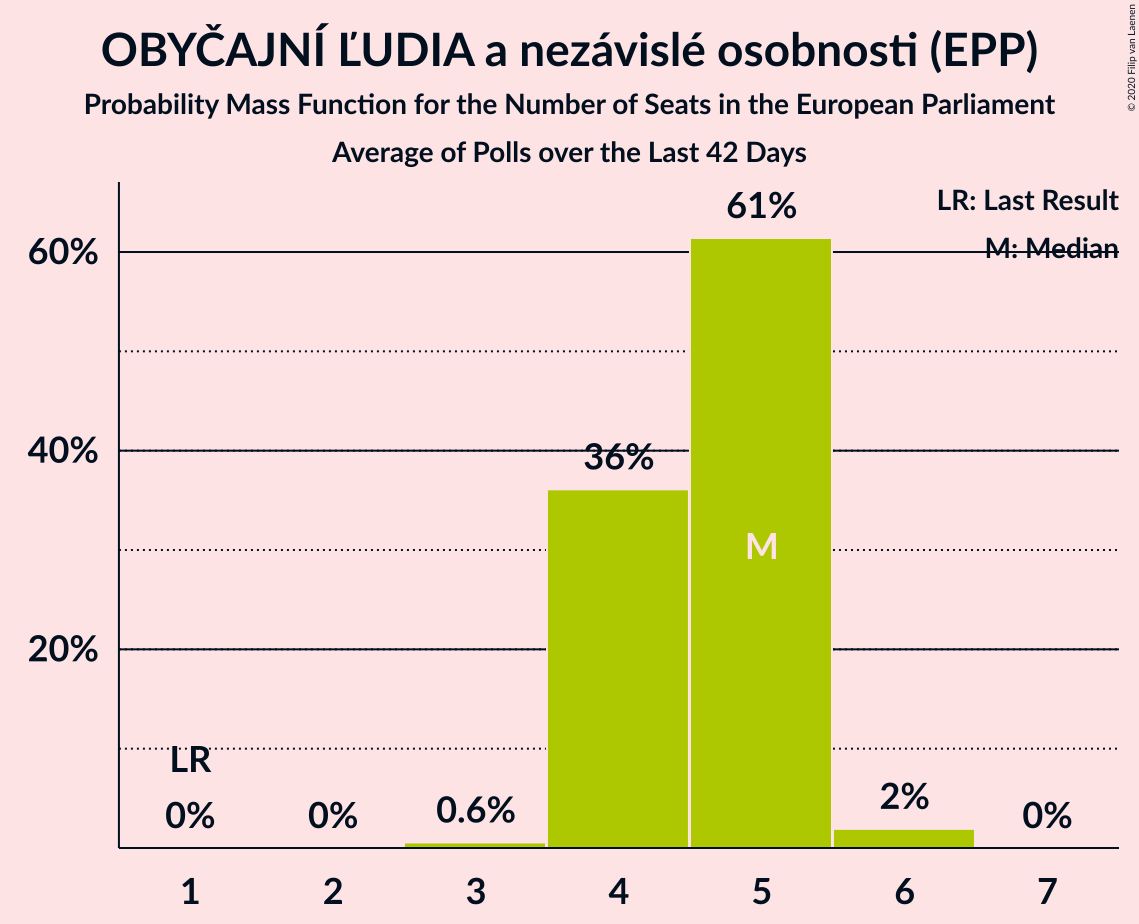 OBYČAJNÍ ĽUDIA a nezávislé osobnosti (EPP)
Probability Mass Function for the Number of Seats in the European Parliament
Average of Polls over the Last 42 Days
© 2020 Filip van Laenen
LR: Last Result
M: Median
61%
60%
40%
36%
M
20%
LR
0%
0%
0.6%
2%
0%
1
2
3
4
5
6
7